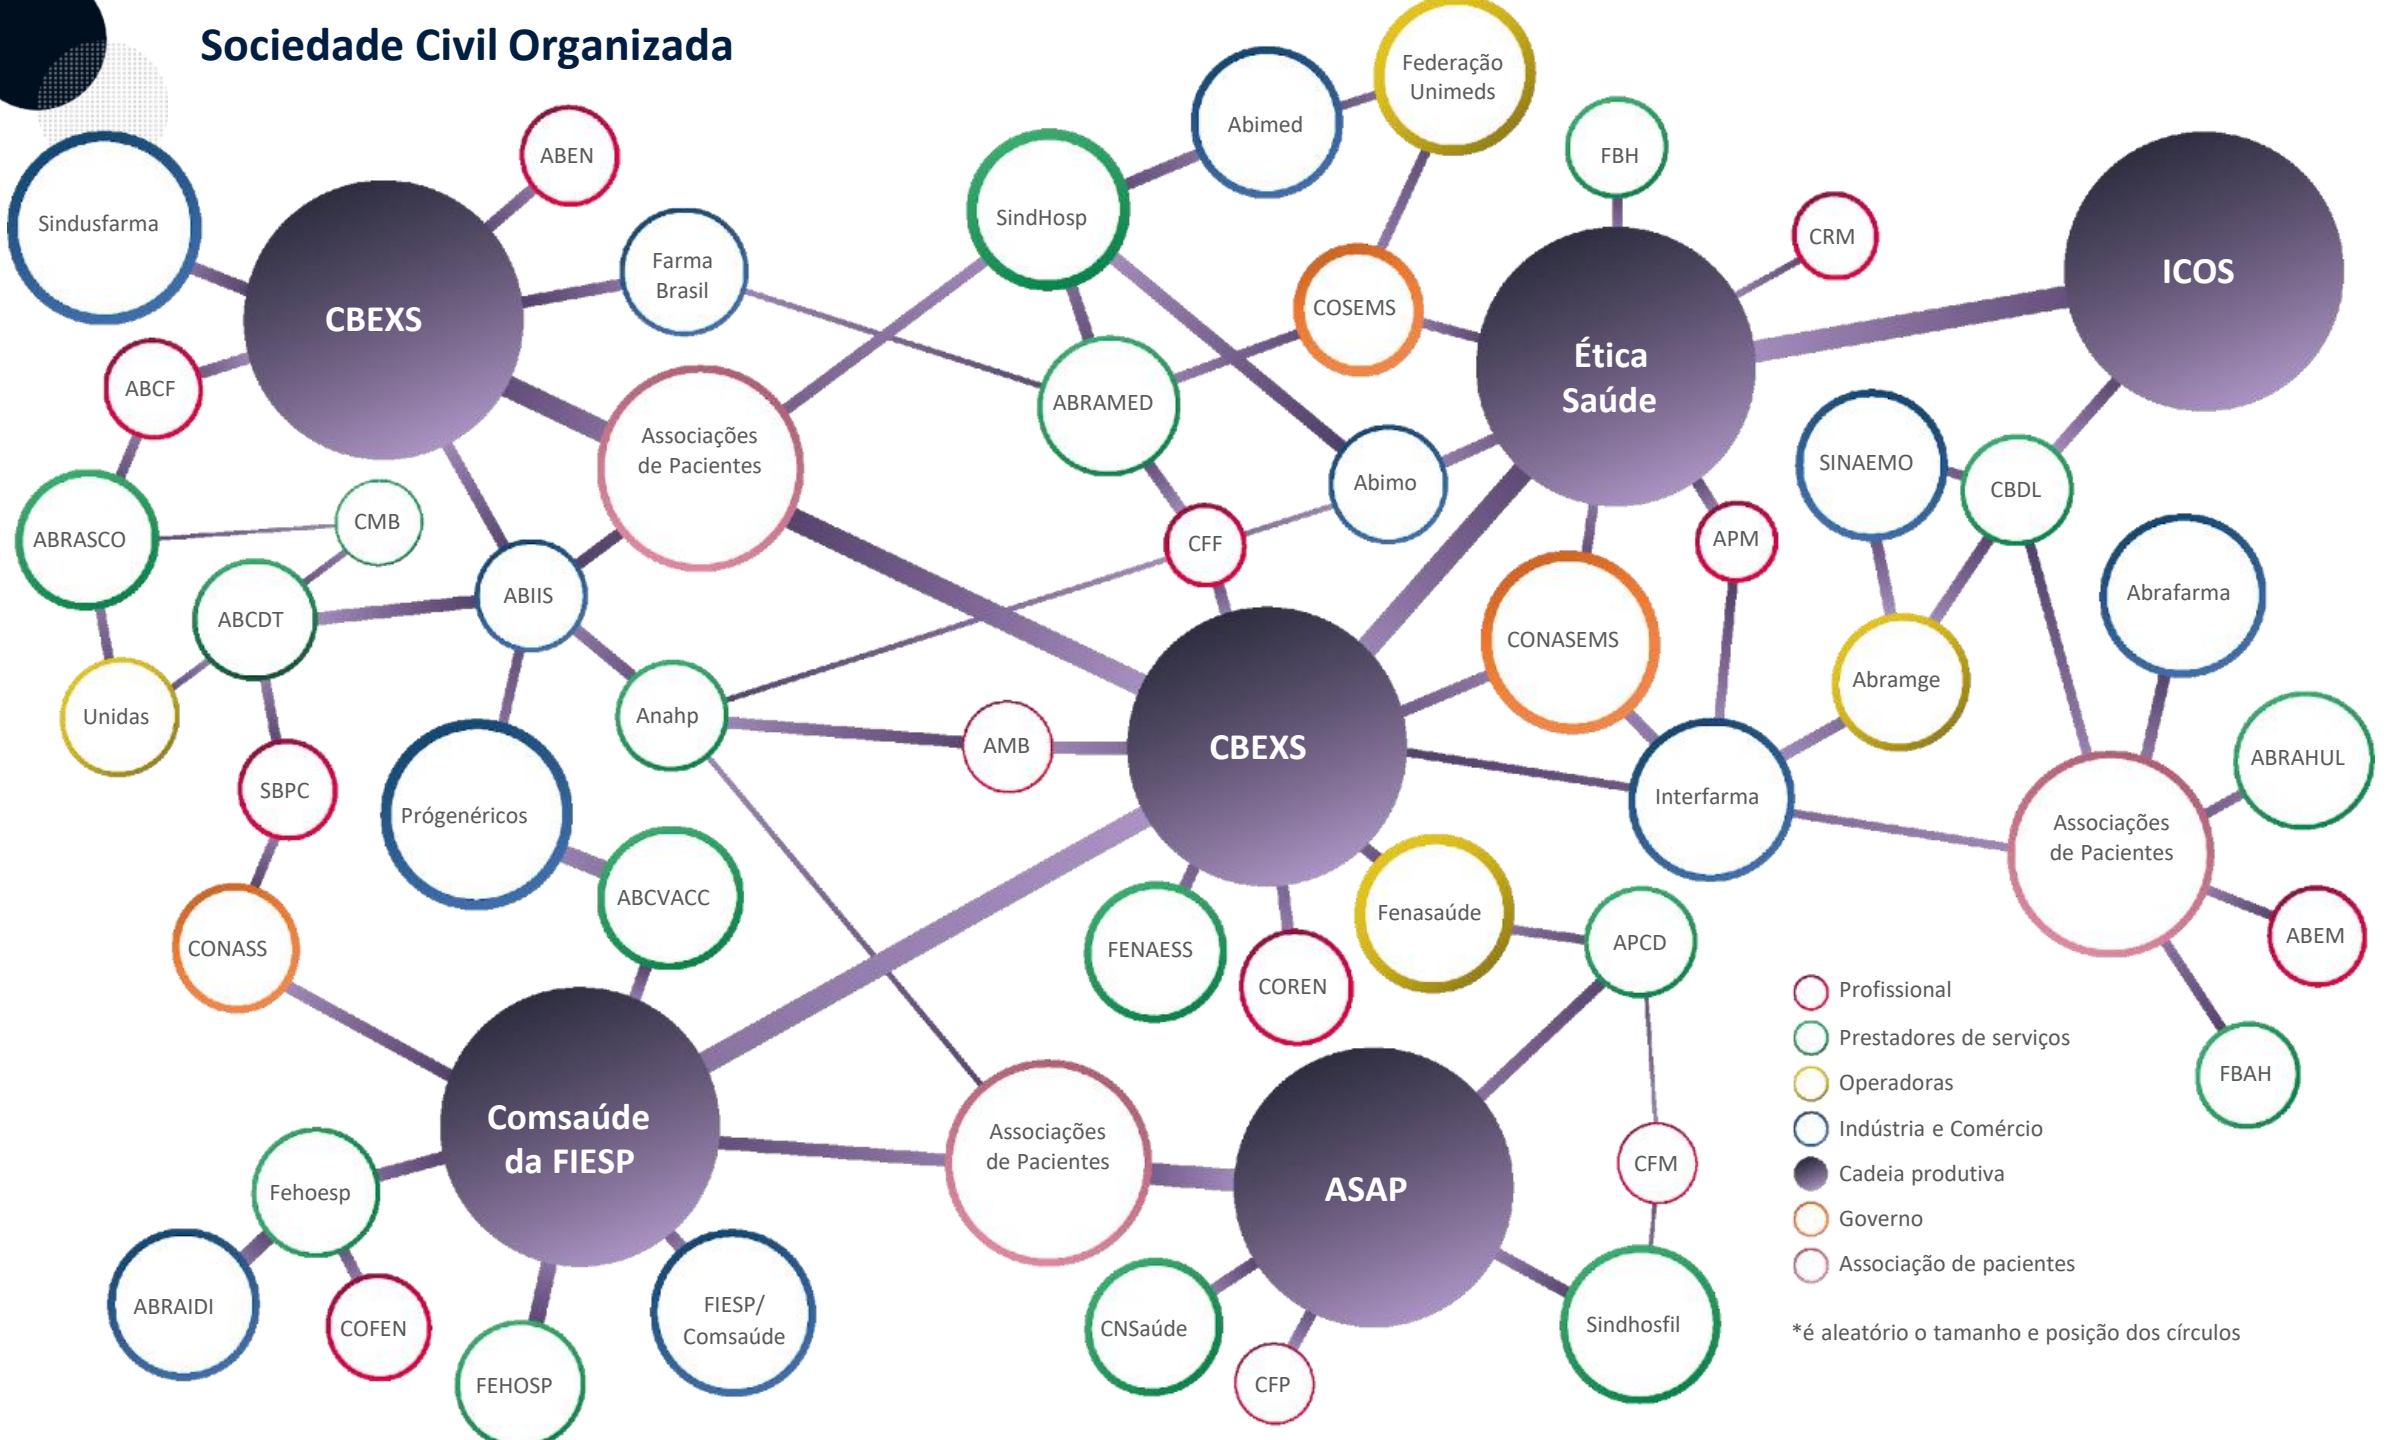 Sociedade Civil Organizada
Federação
Unimeds
Abimed
FBH
ABEN
Sindusfarma
SindHosp
CRM
Farma
Brasil
ICOS
CBEXS
COSEMS
Ética
Saúde
ABCF
ABRAMED
Associações
de Pacientes
SINAEMO
Abimo
CBDL
CMB
ABRASCO
CFF
APM
ABIIS
Abrafarma
ABCDT
CONASEMS
Abramge
Unidas
Anahp
AMB
CBEXS
ABRAHUL
SBPC
Interfarma
Prógenéricos
Associações
de Pacientes
ABCVACC
Fenasaúde
ABEM
APCD
CONASS
FENAESS
COREN
Profissional
Prestadores de serviços
Operadoras
Indústria e Comércio
Cadeia produtiva
Governo
Associação de pacientes
FBAH
Comsaúde
da FIESP
Associações
de Pacientes
CFM
ASAP
Fehoesp
ABRAIDI
FIESP/
Comsaúde
COFEN
CNSaúde
Sindhosfil
*é aleatório o tamanho e posição dos círculos
FEHOSP
CFP